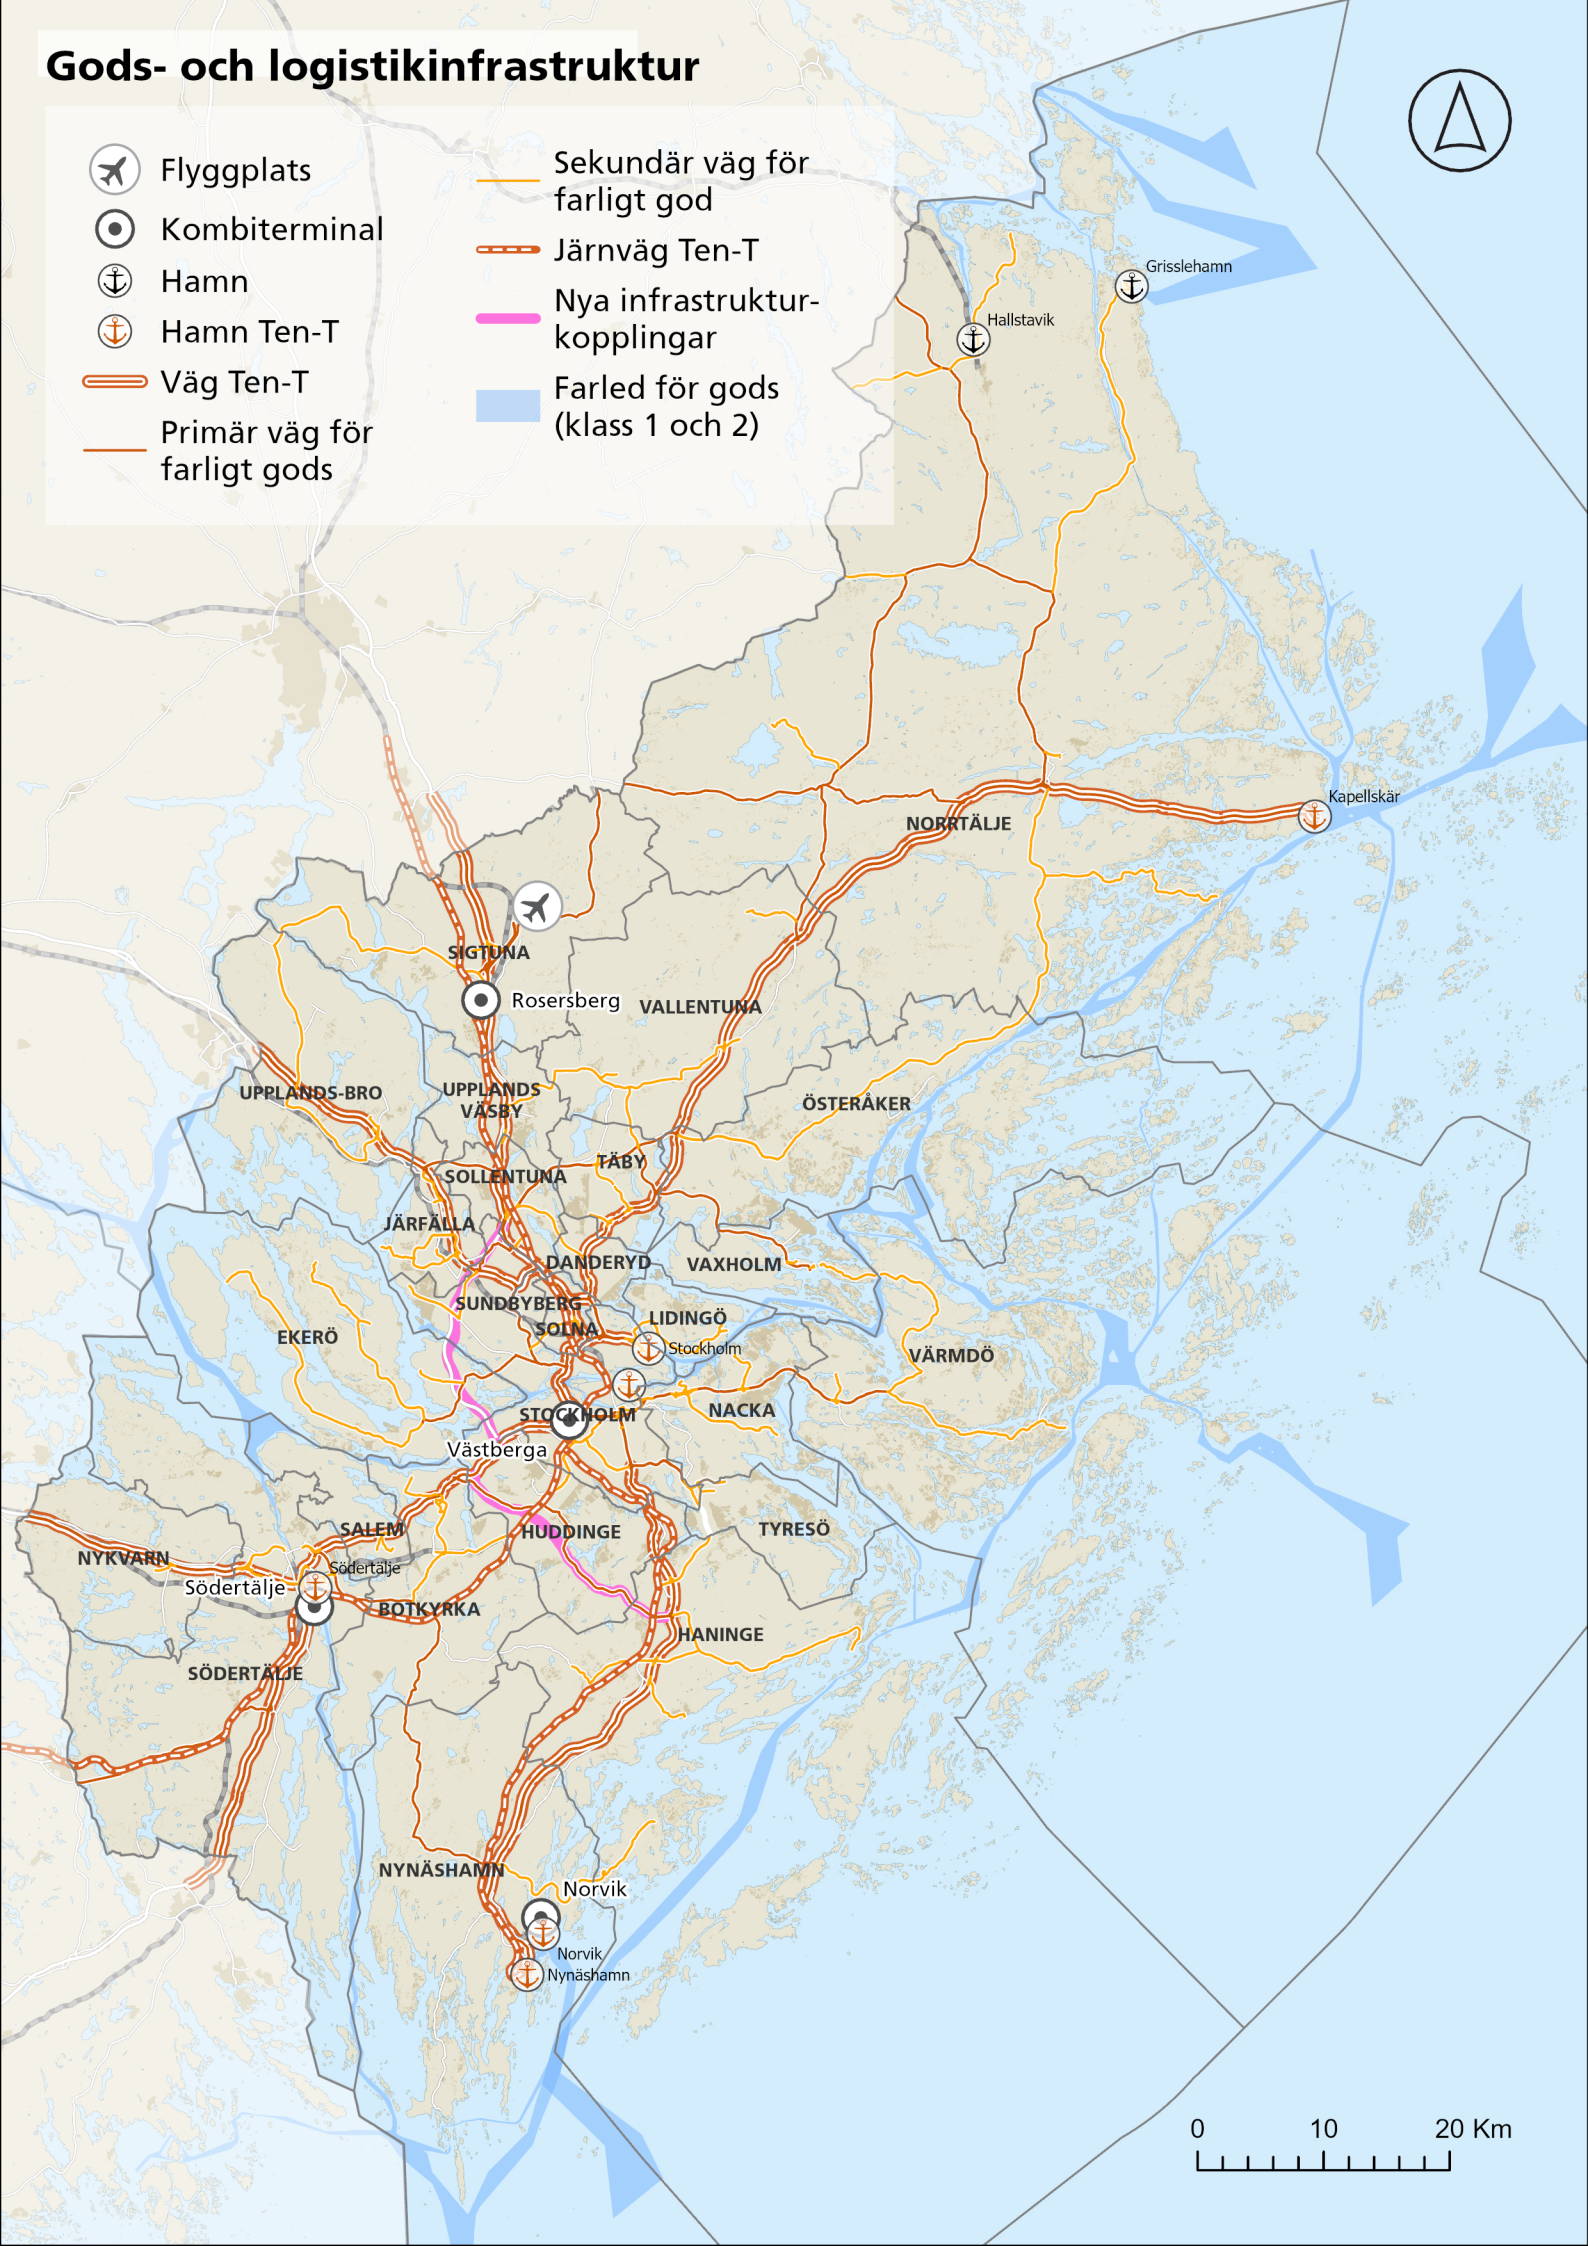 Gods- och logistikinfrastruktur
Flyggplats
Kombiterminal
Hamn
Hamn Ten-T
Väg Ten-T
Primär väg för
farligt gods
Sekundär väg för
farligt god
Järnväg Ten-T
Nya infrastruktur-
kopplingar
Farled för gods
(klass 1 och 2)
Grisslehamn
Hallstavik
Kapellskär
NORRTÄLJE
SIGTUNA
Rosersberg
VALLENTUNA
UPPLANDS-BRO
UPPLANDS
VÄSBY
ÖSTERÅKER
TÄBY
SOLLENTUNA
JÄRFÄLLA
DANDERYD
VAXHOLM
SUNDBYBERG
LIDINGÖ
SOLNA
EKERÖ
Stockholm
VÄRMDÖ
STOCKHOLM
NACKA
Västberga
SALEM
HUDDINGE
TYRESÖ
NYKVARN
Södertälje
Södertälje
BOTKYRKA
HANINGE
SÖDERTÄLJE
NYNÄSHAMN
Norvik
Norvik
Nynäshamn
0 10 20 Km